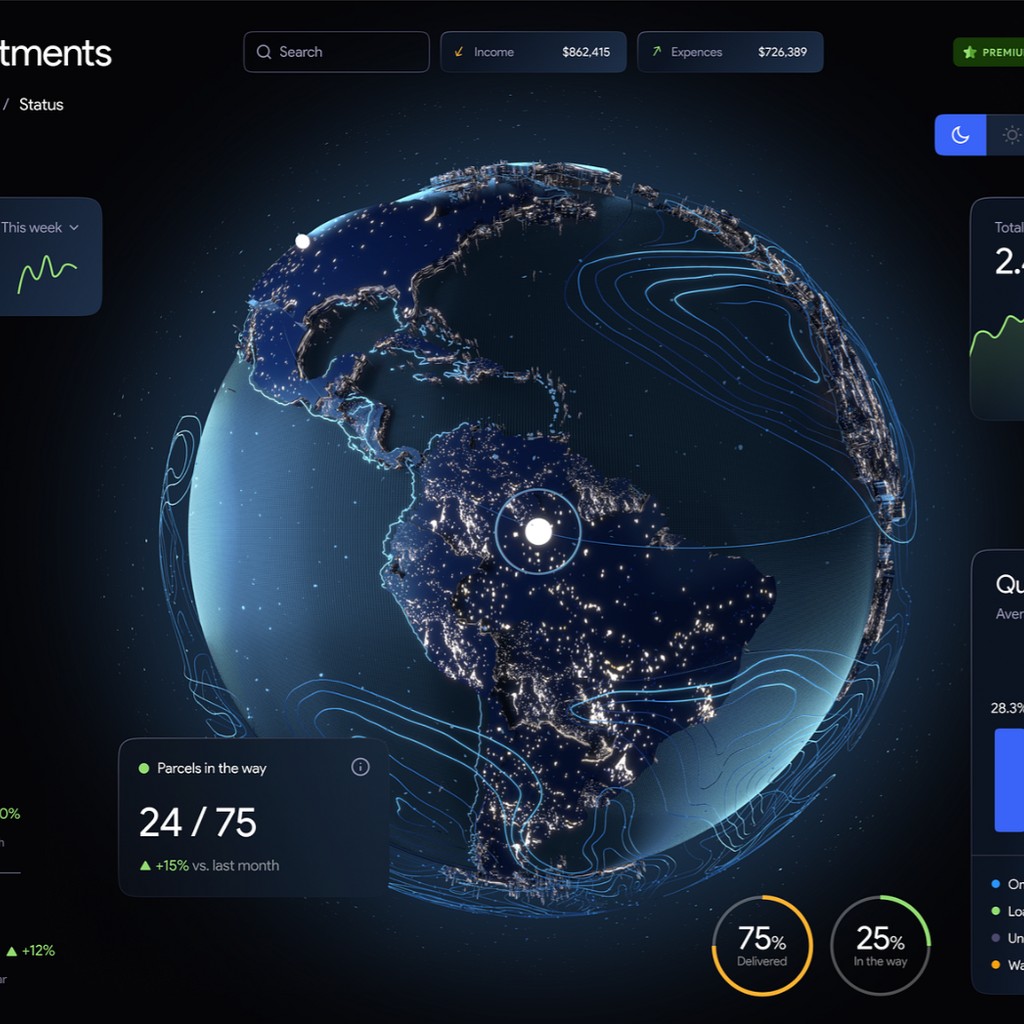 tments
Search
Income $862,415
Expences $726,389
PREMIU
/ Status
This week
Total
2.4
Qu
Aver
28.3%
Parcels in the way
24 / 75
+15% vs. last month
0%
+12%
75%
Delivered
25%
In the way
On
Loa
Un
Wa